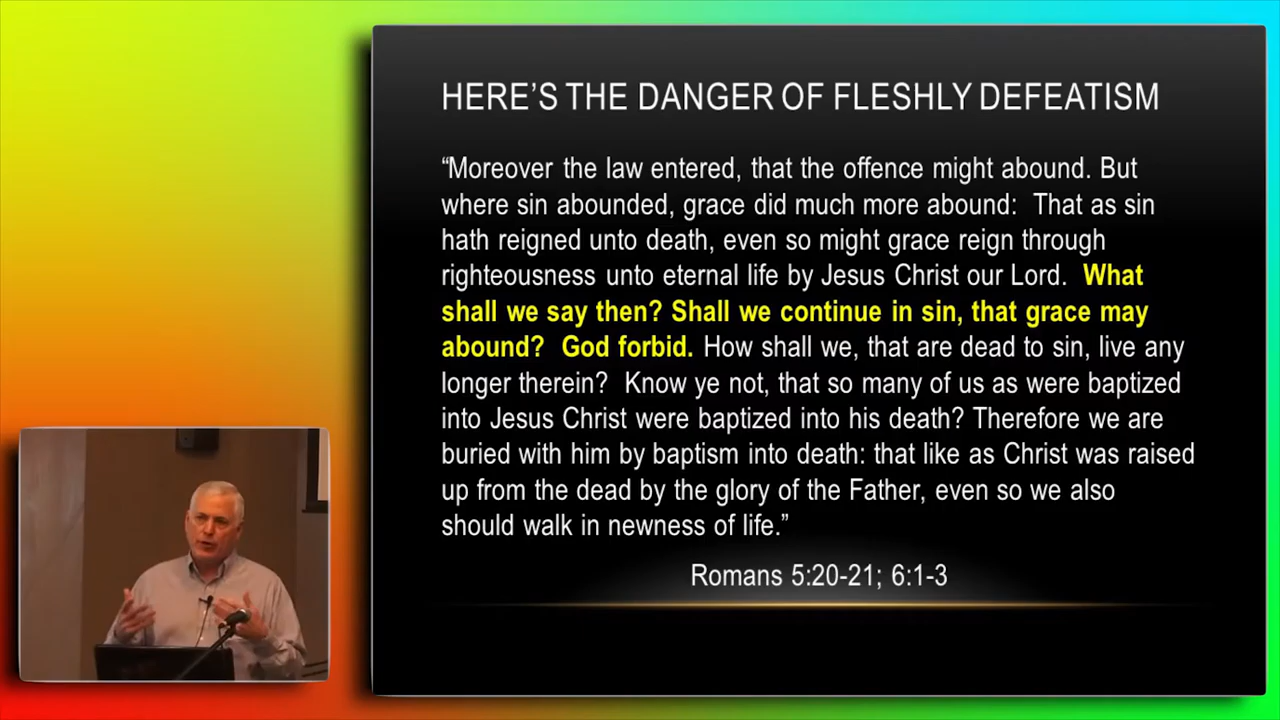 HERE’S THE DANGER OF FLESHLY DEFEATISM
“Moreover the law entered, that the offence might abound. But
where sin abounded, grace did much more abound:  That as sin
hath reigned unto death, even so might grace reign through
righteousness unto eternal life by Jesus Christ our Lord.  What
shall we say then? Shall we continue in sin, that grace may
abound?  God forbid. How shall we, that are dead to sin, live any
longer therein?  Know ye not, that so many of us as were baptized
into Jesus Christ were baptized into his death? Therefore we are
buried with him by baptism into death: that like as Christ was raised
up from the dead by the glory of the Father, even so we also
should walk in newness of life.”
Romans 5:20-21; 6:1-3